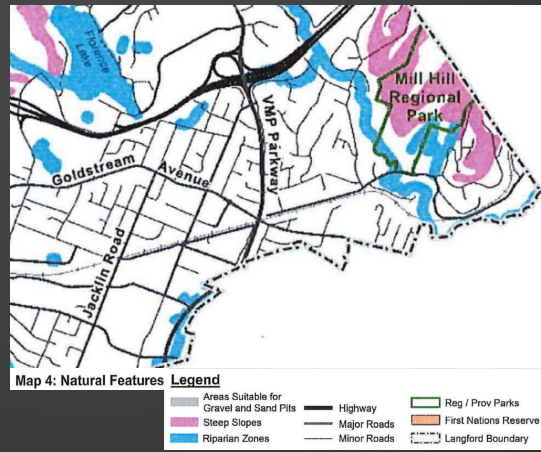 Florence
Lake
Mill Hill
Regional
Park
VMP Parkway
Goldstream Avenue
Jacklin Road
Map 4: Natural Features
Legend
Areas Suitable for
Gravel and Sand Pits
Steep Slopes
Riparian Zones
Highway
Major Roads
Minor Roads
Reg / Prov Parks
First Nations Reserve
Langford Boundary